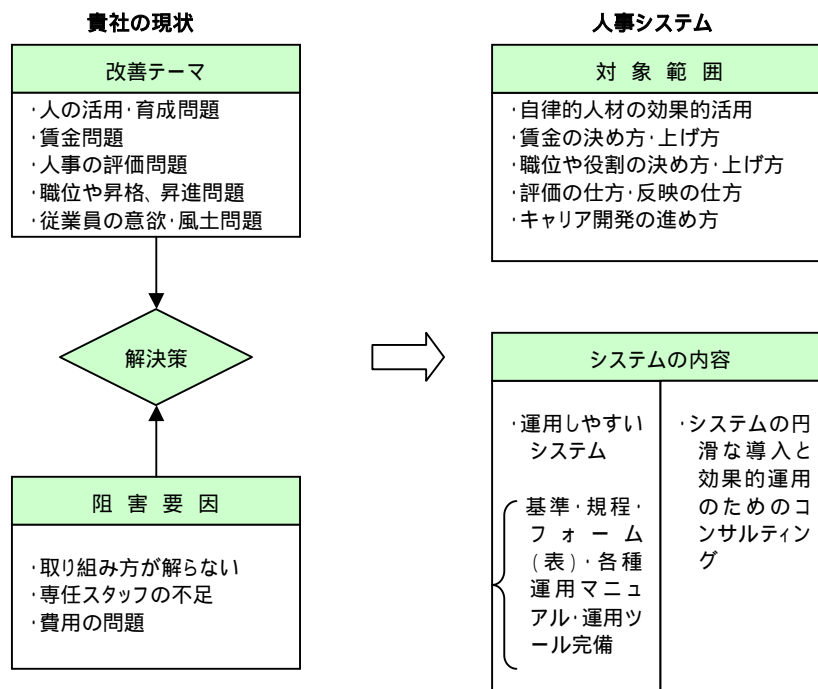 貴社の現状
改善テーマ
･人の活用･育成問題
･賃金問題
･人事の評価問題
･職位や昇格、昇進問題
･従業員の意欲･風土問題
解決策
阻 害 要 因
･取り組み方が解らない
･専任スタッフの不足
･費用の問題
人事システム
対 象 範 囲
･自律的人材の効果的活用
･賃金の決め方･上げ方
･職位や役割の決め方･上げ方
･評価の仕方･反映の仕方
･キャリア開発の進め方
システムの内容
･運用しやすい
システム
基準･規程･
フォーム
(表)･各種
運用マニュ
アル･運用ツ
ール完備
･システムの円
滑な導入と
効果的運用
のためのコ
ンサルティン
グ